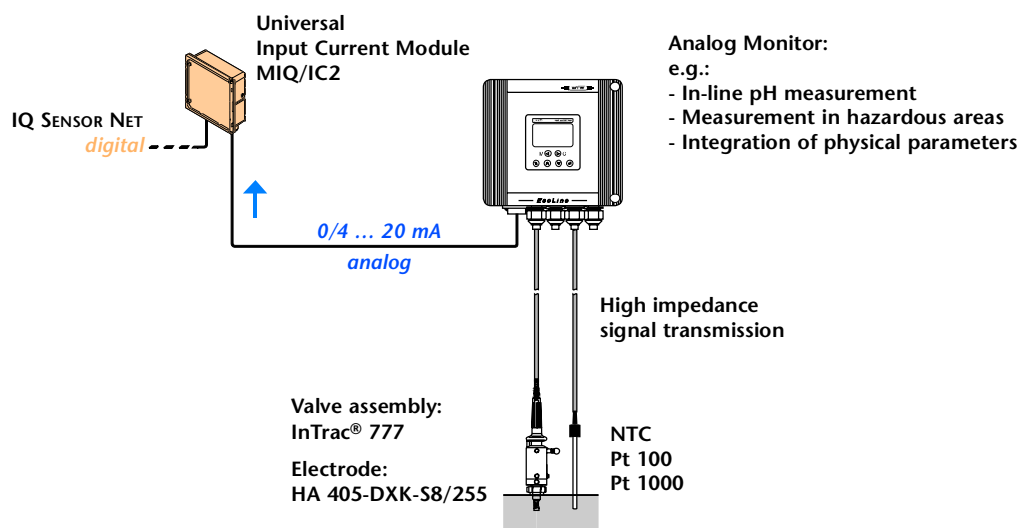 Universal
Input Current Module
MIQ/IC2
Analog Monitor:
e.g.:
- In-line pH measurement
- Measurement in hazardous areas
- Integration of physical parameters
IQ SENSOR NET
digital
EcoLine
0/4 ... 20 mA
analog
High impedance
signal transmission
Valve assembly:
InTrac® 777
Electrode:
HA 405-DXK-S8/255
NTC
Pt 100
Pt 1000